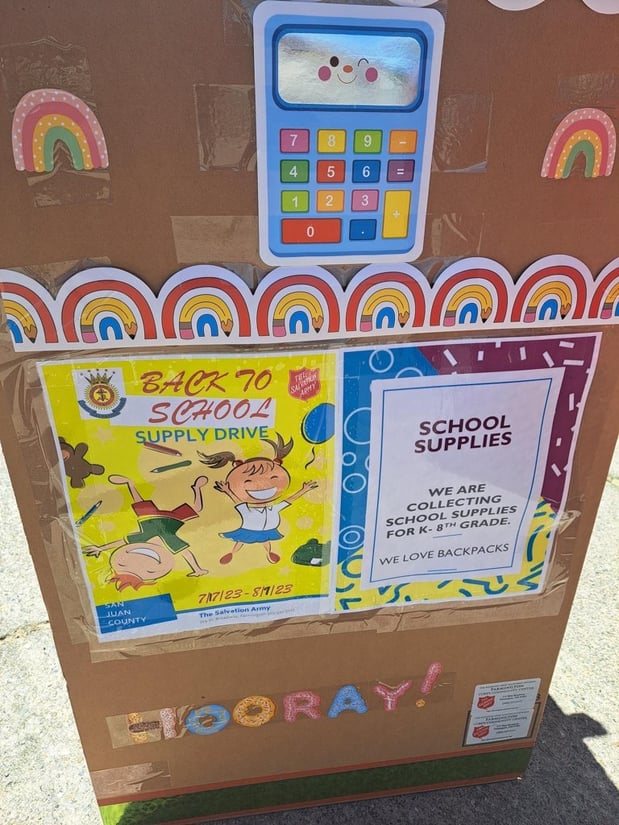 7 8 9 -
4 5 6 =
1 2 3 +
0 .
BACK TO
SCHOOL
SUPPLY DRIVE
THE
SALVATION
ARMY
SAN
JUAN
COUNTY
7/17/23 - 8/1/23
The Salvation Army
SCHOOL
SUPPLIES
WE ARE
COLLECTING
SCHOOL SUPPLIES
FOR K- 8TH GRADE.
WE LOVE BACKPACKS
HOORAY!
FARMINGTON